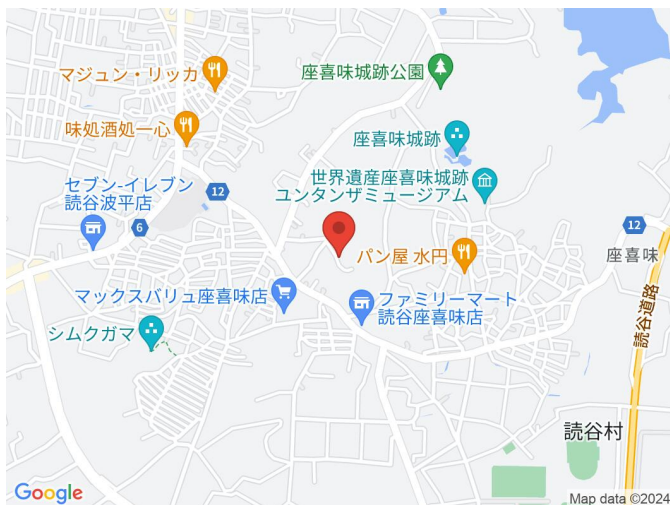 マジュン・リッカ
座喜味城跡公園
味処酒処一心
座喜味城跡
世界遺産座喜味城跡
ユンタンザミュージアム
セブン-イレブン
読谷波平店
12
6
12
座喜味
パン屋 水円
マックスバリュ座喜味店
ファミリーマート
読谷座喜味店
シムクガマ
読谷道路
読谷村
Google
Map data ©2024